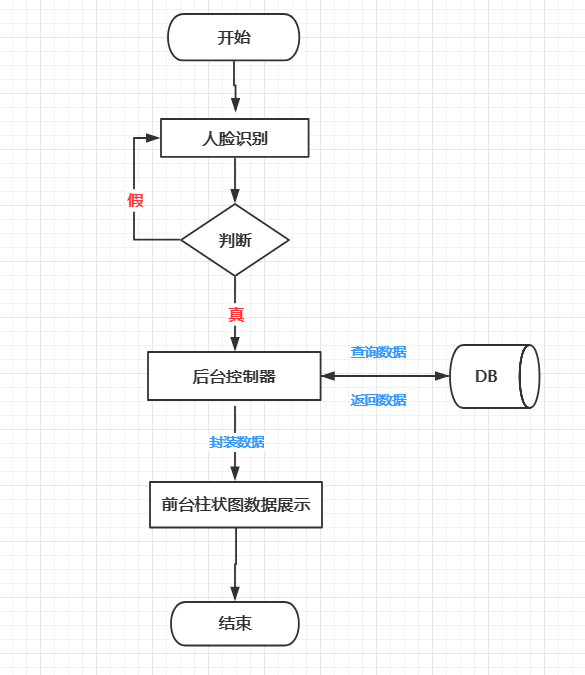 开始
人脸识别
假
判断
真
查询数据
后台控制器
DB
返回数据
封装数据
前台柱状图数据展示
结束